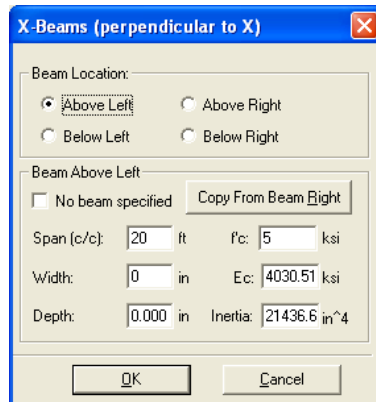 X-Beams (perpendicular to X)
Beam Location:
Above Left Above Right
Below Left Below Right
Beam Above Left
No beam specified Copy From Beam Right
Span (c/c): 20 ft f'c: 5 ksi
Width: 0 in Ec: 4030.51 ksi
Depth: 0.000 in Inertia: 21436.6 in^4
OK Cancel